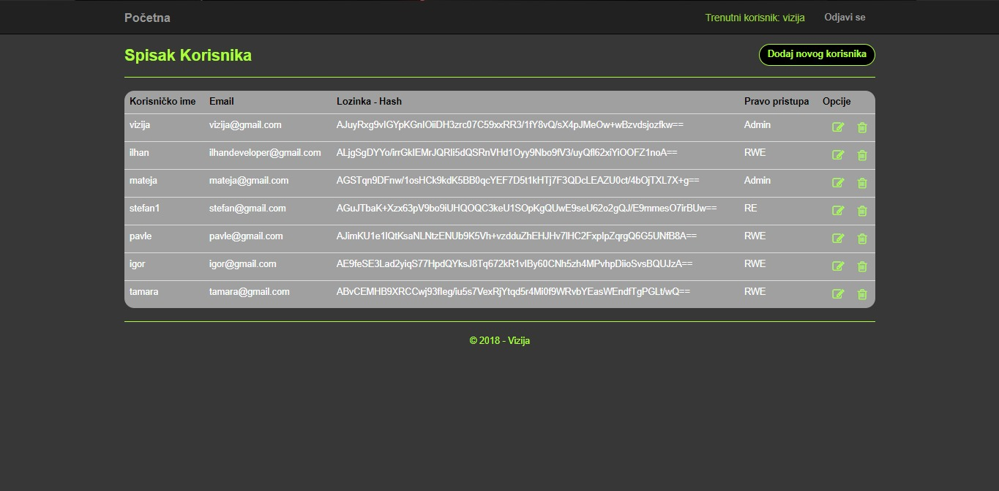 Početna Trenutni korisnik: vizija Odjavi se
Spisak Korisnika Dodaj novog korisnika
Korisničko ime Email Lozinka - Hash Pravo pristupa Opcije
vizija vizija@gmail.com AJuyRxg9vIGYpKGnIOiiDH3zrc07C59xxRR3/1fY8vQ/sX4pJMeOw+wBzvdsjozfkw== Admin
ilhan ilhandeveloper@gmail.com ALjgSgDYYo/irrGkIEMrJQRIi5dQSRnVHd1Oyy9Nbo9fV3/uyQfl62xiYiOOFZ1noA== RWE
mateja mateja@gmail.com AGSTqn9DFnw/1osHCk9kdK5BB0qcYEF7D5t1kHTj7F3QDcLEAZU0ct/4bOjTXL7X+g== Admin
stefan1 stefan@gmail.com AGuJTbaK+Xzx63pV9bo9iUHQOQC3keU1SOpKgQUwE9seU62o2gQJ/E9mmesO7irBUw== RE
pavle pavle@gmail.com AJimKU1e1IQtKsaNLNtzENUb9K5Vh+vzdduZhEHJHv7lHC2FxpIpZqrgQ6G5UNfB8A== RWE
igor igor@gmail.com AE9feSE3Lad2yiqS77HpdQYksJ8Tq672kR1vIBy60CNh5zh4MPvhpDiioSvsBQUJzA== RWE
tamara tamara@gmail.com ABvCEMHB9XRCCwj93fleg/iu5s7VexRjYtqd5r4Mi0f9WRvbYEasWEndfTgPGLt/wQ== RWE
© 2018 - Vizija